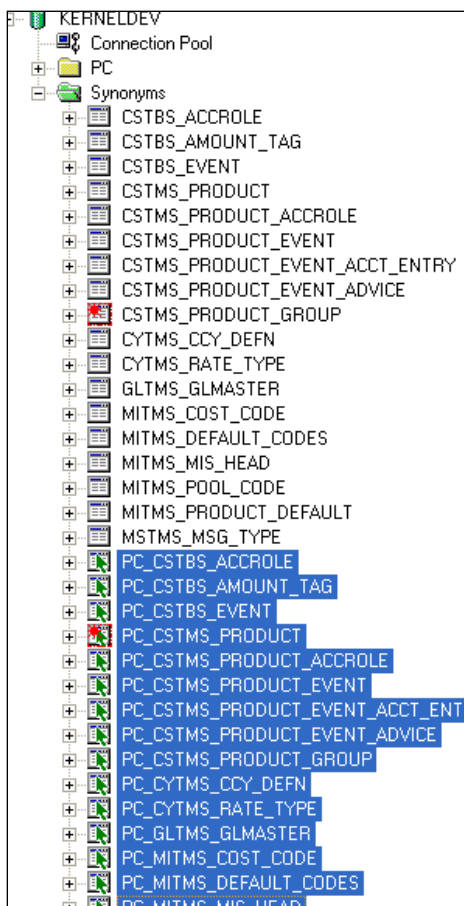 KERNELDEV
Connection Pool
PC
Synonyms
CSTBS_ACCROLE
CSTBS_AMOUNT_TAG
CSTBS_EVENT
CSTMS_PRODUCT
CSTMS_PRODUCT_ACCROLE
CSTMS_PRODUCT_EVENT
CSTMS_PRODUCT_EVENT_ACCT_ENTRY
CSTMS_PRODUCT_EVENT_ADVICE
CSTMS_PRODUCT_GROUP
CYTMS_CCY_DEFN
CYTMS_RATE_TYPE
GLTMS_GLMASTER
MITMS_COST_CODE
MITMS_DEFAULT_CODES
MITMS_MIS_HEAD
MITMS_POOL_CODE
MITMS_PRODUCT_DEFAULT
MSTMS_MSG_TYPE
PC_CSTBS_ACCROLE
PC_CSTBS_AMOUNT_TAG
PC_CSTBS_EVENT
PC_CSTMS_PRODUCT
PC_CSTMS_PRODUCT_ACCROLE
PC_CSTMS_PRODUCT_EVENT
PC_CSTMS_PRODUCT_EVENT_ACCT_ENT
PC_CSTMS_PRODUCT_EVENT_ADVICE
PC_CSTMS_PRODUCT_GROUP
PC_CYTMS_CCY_DEFN
PC_CYTMS_RATE_TYPE
PC_GLTMS_GLMASTER
PC_MITMS_COST_CODE
PC_MITMS_DEFAULT_CODES
PC_MITMS_MIS_HEAD